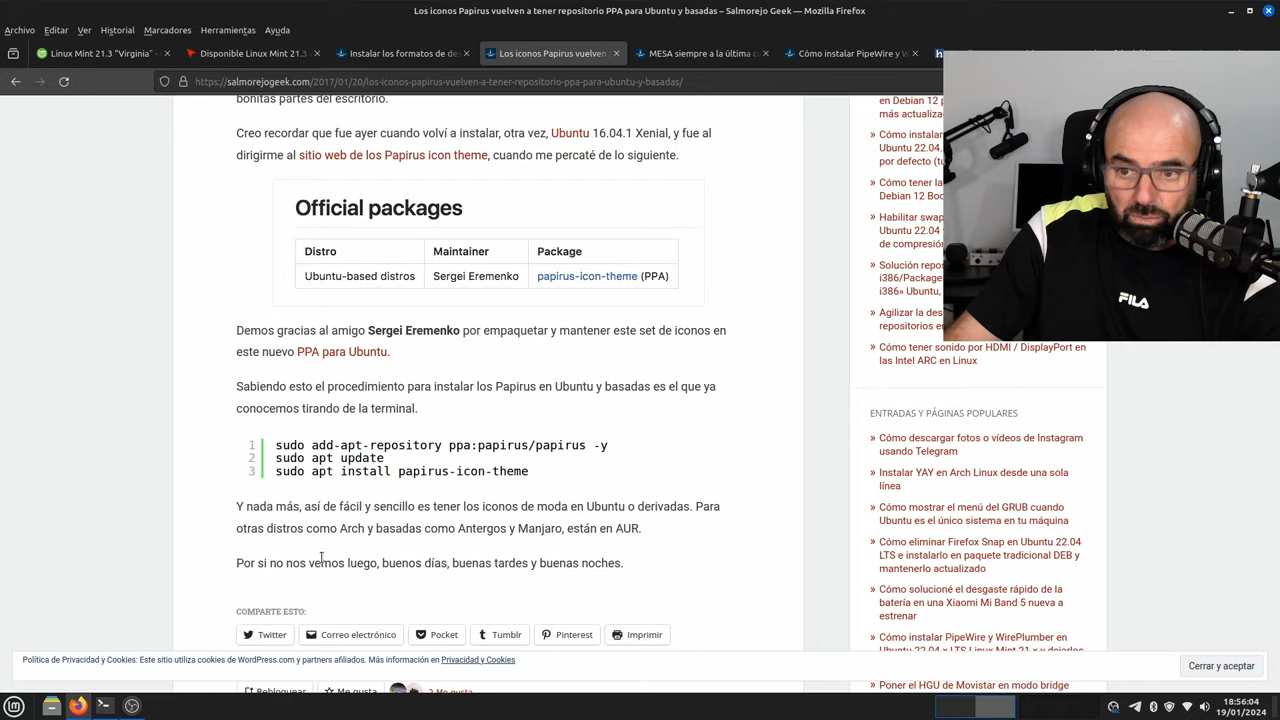 Los iconos Papirus vuelven a tener repositorio PPA para Ubuntu y basadas – Salmorejo Geek — Mozilla Firefox
Archivo Editar Ver Historial Marcadores Herramientas Ayuda
Linux Mint 21.3 "Virginia" -
Disponible Linux Mint 21.3
Instalar los formatos de des
Los iconos Papirus vuelven
MESA siempre a la última c
Cómo instalar PipeWire y W
https://salmorejogeek.com/2017/01/20/los-iconos-papirus-vuelven-a-tener-repositorio-ppa-para-ubuntu-y-basadas/
bonitas partes del escritorio.
Creo recordar que fue ayer cuando volví a instalar, otra vez, Ubuntu 16.04.1 Xenial, y fue al
dirigirme al sitio web de los Papirus icon theme, cuando me percaté de lo siguiente.
Official packages
Distro Maintainer Package
Ubuntu-based distros Sergei Eremenko papirus-icon-theme (PPA)
Demos gracias al amigo Sergei Eremenko por empaquetar y mantener este set de iconos en
este nuevo PPA para Ubuntu.
Sabiendo esto el procedimiento para instalar los Papirus en Ubuntu y basadas es el que ya
conocemos tirando de la terminal.
1 sudo add-apt-repository ppa:papirus/papirus -y
2 sudo apt update
3 sudo apt install papirus-icon-theme
Y nada más, así de fácil y sencillo es tener los iconos de moda en Ubuntu o derivadas. Para
otras distros como Arch y basadas como Antergos y Manjaro, están en AUR.
Por si no nos vemos luego, buenos días, buenas tardes y buenas noches.
COMPARTE ESTO:
Twitter Correo electrónico Pocket Tumblr Pinterest Imprimir
Rebloguear Me gusta
2 Me gusta
en Debian 12 p
más actualizad
» Cómo instalar
Ubuntu 22.04
por defecto (tu
» Cómo tener la
Debian 12 Boo
» Habilitar swap
Ubuntu 22.04
de compresión
» Solución repos
i386/Package
i386» Ubuntu,
» Agilizar la des
repositorios e
» Cómo tener sonido por HDMI / DisplayPort en
las Intel ARC en Linux
ENTRADAS Y PÁGINAS POPULARES
» Cómo descargar fotos o vídeos de Instagram
usando Telegram
» Instalar YAY en Arch Linux desde una sola
línea
» Cómo mostrar el menú del GRUB cuando
Ubuntu es el único sistema en tu máquina
» Cómo eliminar Firefox Snap en Ubuntu 22.04
LTS e instalarlo en paquete tradicional DEB y
mantenerlo actualizado
» Cómo solucioné el desgaste rápido de la
batería en una Xiaomi Mi Band 5 nueva a
estrenar
» Cómo instalar PipeWire y WirePlumber en
Ubuntu 22.04 x LTS Linux Mint 21 x y dejarlos
» Poner el HGU de Movistar en modo bridge
FILA
Política de Privacidad y Cookies: Este sitio utiliza cookies de WordPress.com y partners afiliados. Más información en Privacidad y Cookies
Cerrar y aceptar
18:56:04
19/01/2024